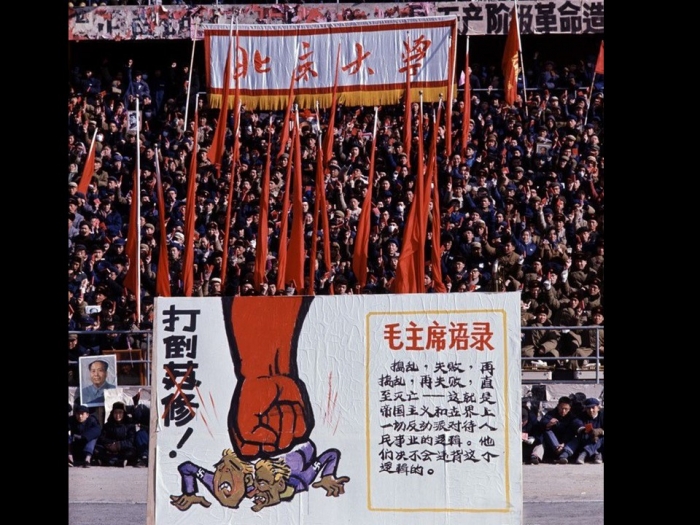 无产阶级革命造
北京大学
打倒苏修！
毛主席语录
捣乱，失败，再
捣乱，再失败，直
至灭亡——这就是
帝国主义和世界上
一切反动派对待人
民事业的逻辑。他
们决不会违背这个
逻辑的。